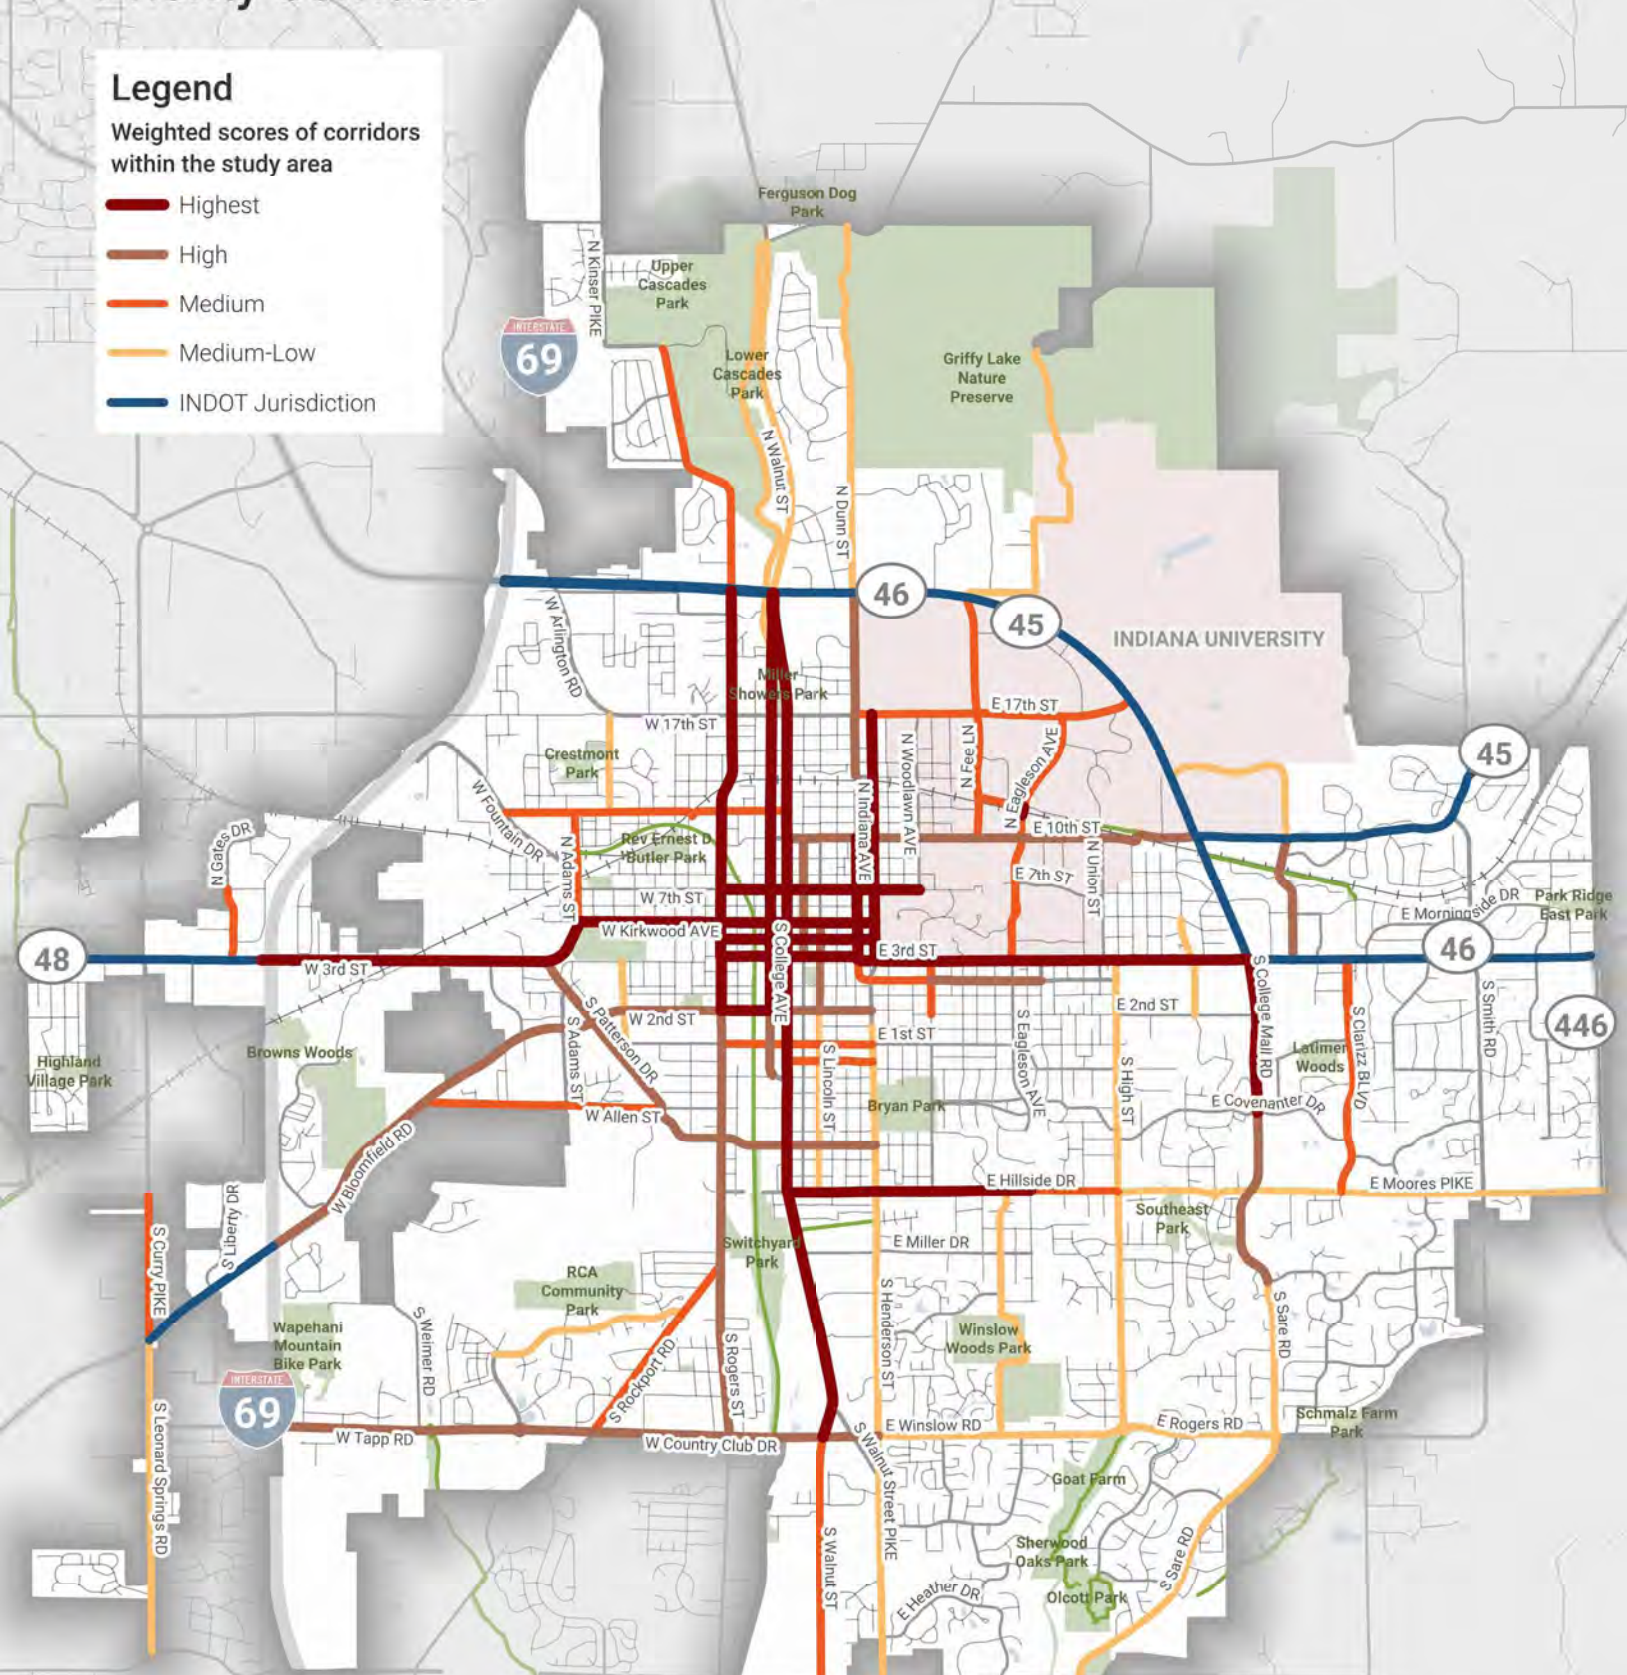 Legend
Weighted scores of corridors
within the study area
Highest
High
Medium
Medium-Low
INDOT Jurisdiction
Ferguson Dog
Park
N Kinser PIKE
Upper
Cascades
Park
INTERSTATE
69
Lower
Cascades
Park
Griffy Lake
Nature
Preserve
N Walnut ST
N Dunn ST
46
45
W Arlington RD
INDIANA UNIVERSITY
Miller
Showers Park
E 17th ST
W 17th ST
Crestmont
Park
N Woodlawn AVE
N Fee LN
N Eagleson AVE
45
W Fountain DR
N Indiana AVE
N Gates DR
N Adams ST
Rev Ernest D
Butler Park
E 10th ST
N Union ST
E 7th ST
W 7th ST
E Morningside DR
Park Ridge
East Park
W Kirkwood AVE
S College AVE
E 3rd ST
48
W 3rd ST
46
S College Mall RD
S Smith RD
446
S Patterson DR
W 2nd ST
E 2nd ST
S Clarizz BLVD
S Eagleson AVE
E 1st ST
Highland
Village Park
Browns Woods
S Adams ST
S Lincoln ST
S High ST
Latimer
Woods
W Allen ST
Bryan Park
E Covenanter DR
W Bloomfield RD
E Hillside DR
E Moores PIKE
S Liberty DR
S Curry PIKE
Switchyard
Park
E Miller DR
Southeast
Park
RCA
Community
Park
S Henderson ST
S Sare RD
Wapehani
Mountain
Bike Park
S Weimer RD
S Rockport RD
S Rogers ST
Winslow
Woods Park
INTERSTATE
69
S Leonard Springs RD
W Tapp RD
W Country Club DR
S Walnut Street PIKE
E Winslow RD
E Rogers RD
Schmalz Farm
Park
Goat Farm
S Walnut ST
Sherwood
Oaks Park
S Sare RD
E Heather DR
Olcott Park